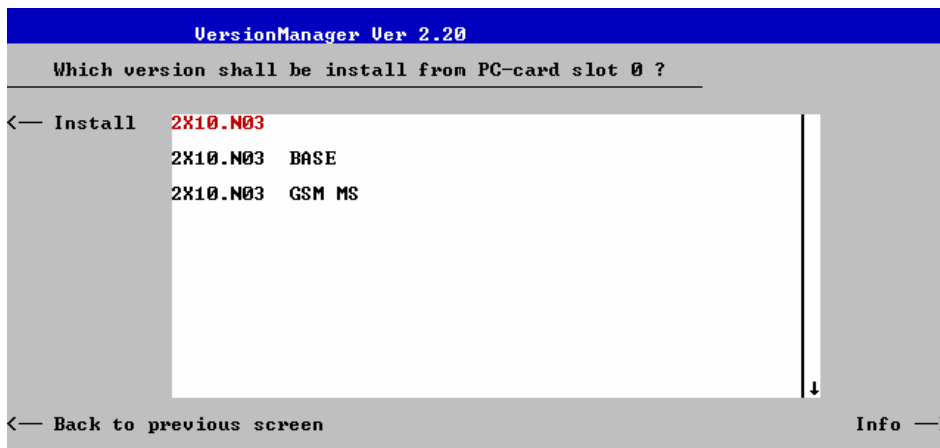 VersionManager Ver 2.20
Which version shall be install from PC-card slot 0 ?
<— Install
2X10.N03
2X10.N03 BASE
2X10.N03 GSM MS
↓
<— Back to previous screen
Info —